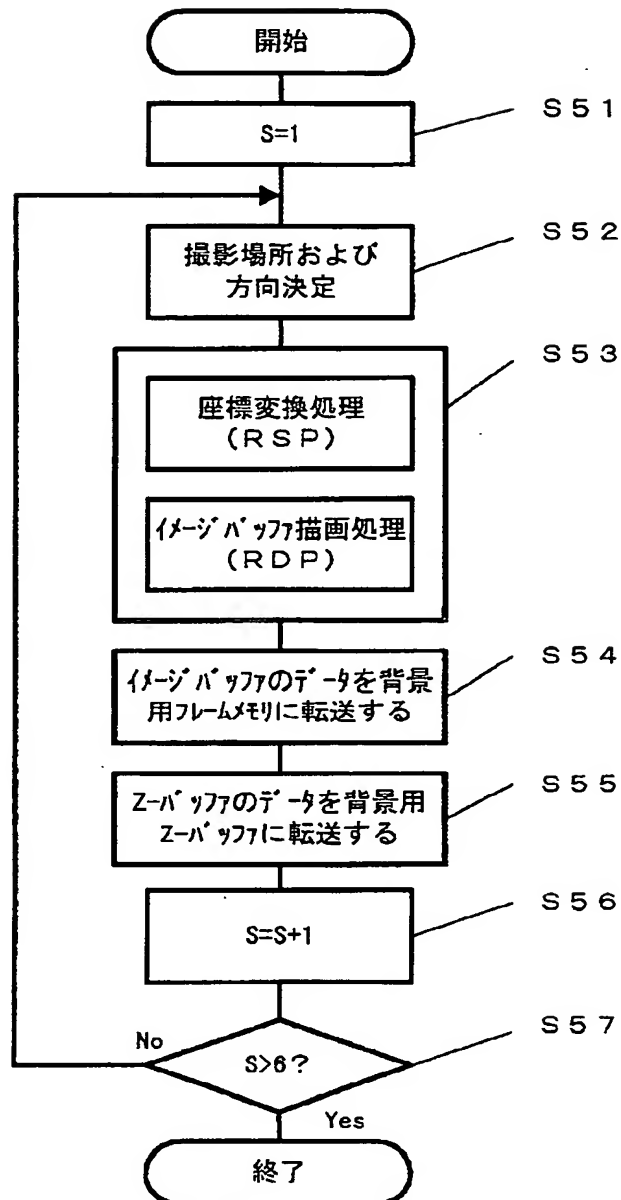 開始
S=1
S51
撮影場所および
方向決定
S52
座標変換処理
(RSP)
S53
イメージバッファ描画処理
(RDP)
イメージバッファのデータを背景
用フレームメモリに転送する
S54
Z-バッファのデータを背景用
Z-バッファに転送する
S55
S=S+1
S56
No
S>6?
S57
Yes
終了